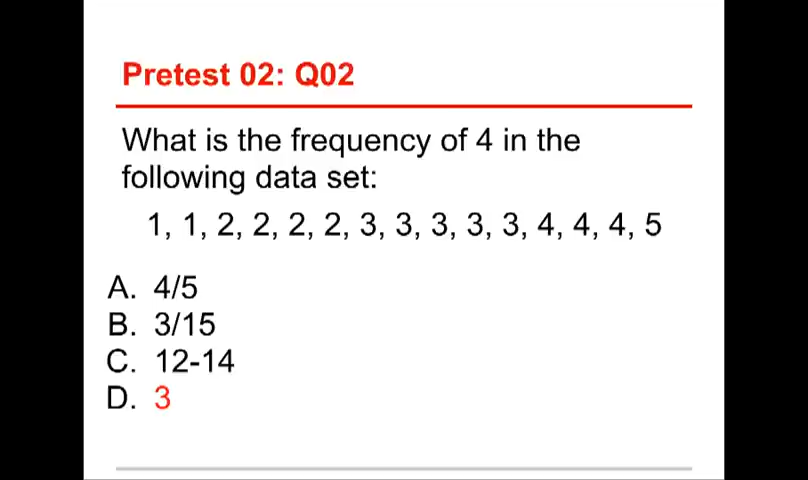 Pretest 02: Q02
What is the frequency of 4 in the
following data set:
1, 1, 2, 2, 2, 2, 3, 3, 3, 3, 3, 4, 4, 4, 5
A. 4/5
B. 3/15
C. 12-14
D. 3